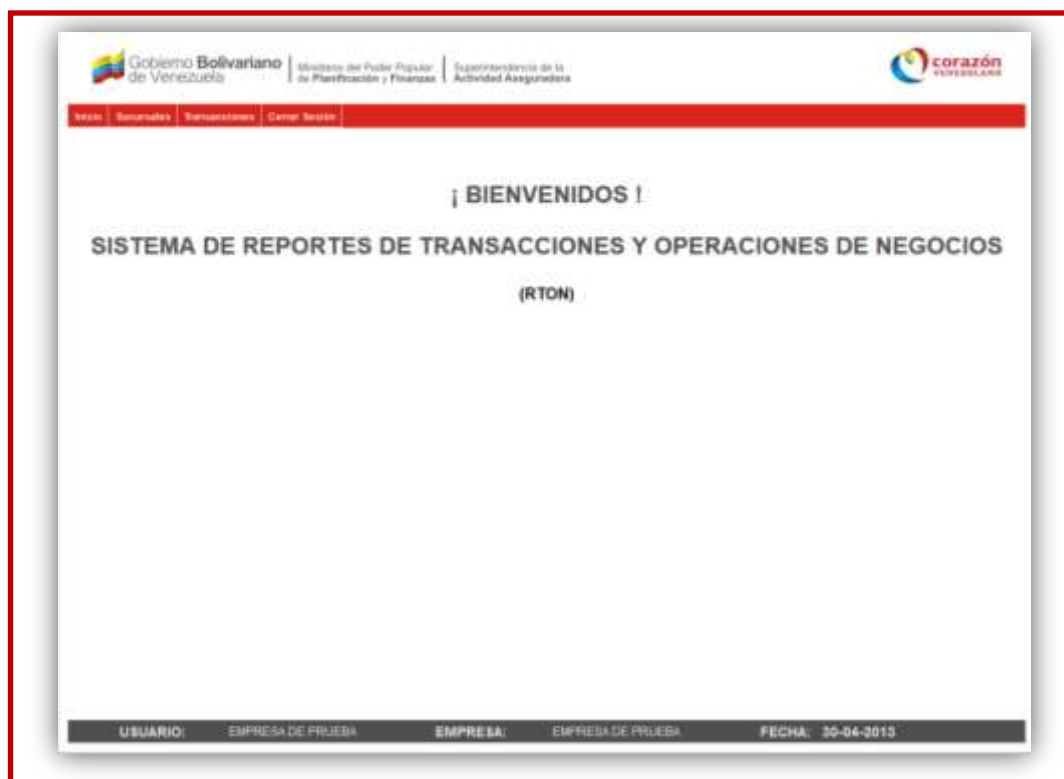 Gobierno Bolivariano
de Venezuela
Ministerio del Poder Popular
de Planificación y Finanzas
Superintendencia de la
Actividad Aseguradora
corazón
VENEZOLANO
Inicio Sucursales Transacciones Cerrar Sesión
¡ BIENVENIDOS !
SISTEMA DE REPORTES DE TRANSACCIONES Y OPERACIONES DE NEGOCIOS
(RTON)
USUARIO: EMPRESA DE PRUEBA EMPRESA: EMPRESA DE PRUEBA FECHA: 30-04-2013